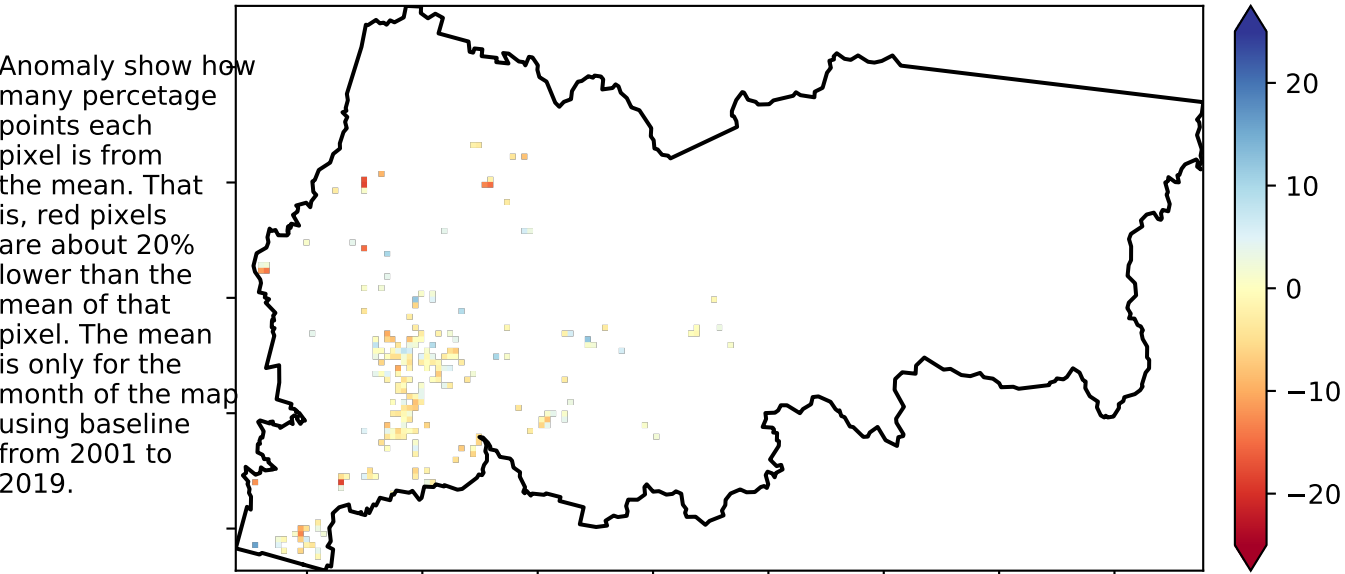 Anomaly show how
many percetage
points each
pixel is from
the mean. That
is, red pixels
are about 20%
lower than the
mean of that
pixel. The mean
is only for the
month of the map
using baseline
from 2001 to
2019.
20
10
0
−10
−20